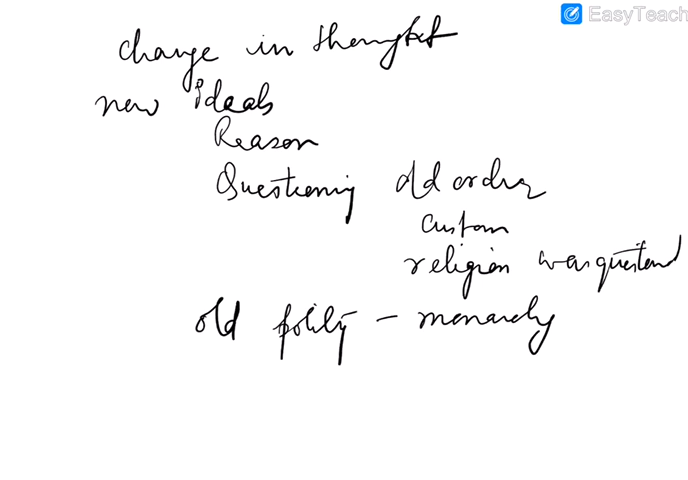 EasyTeach
change in thought
new ideals
Reason
Questioning old order
custom
religion was questioned
old polity - monarchy